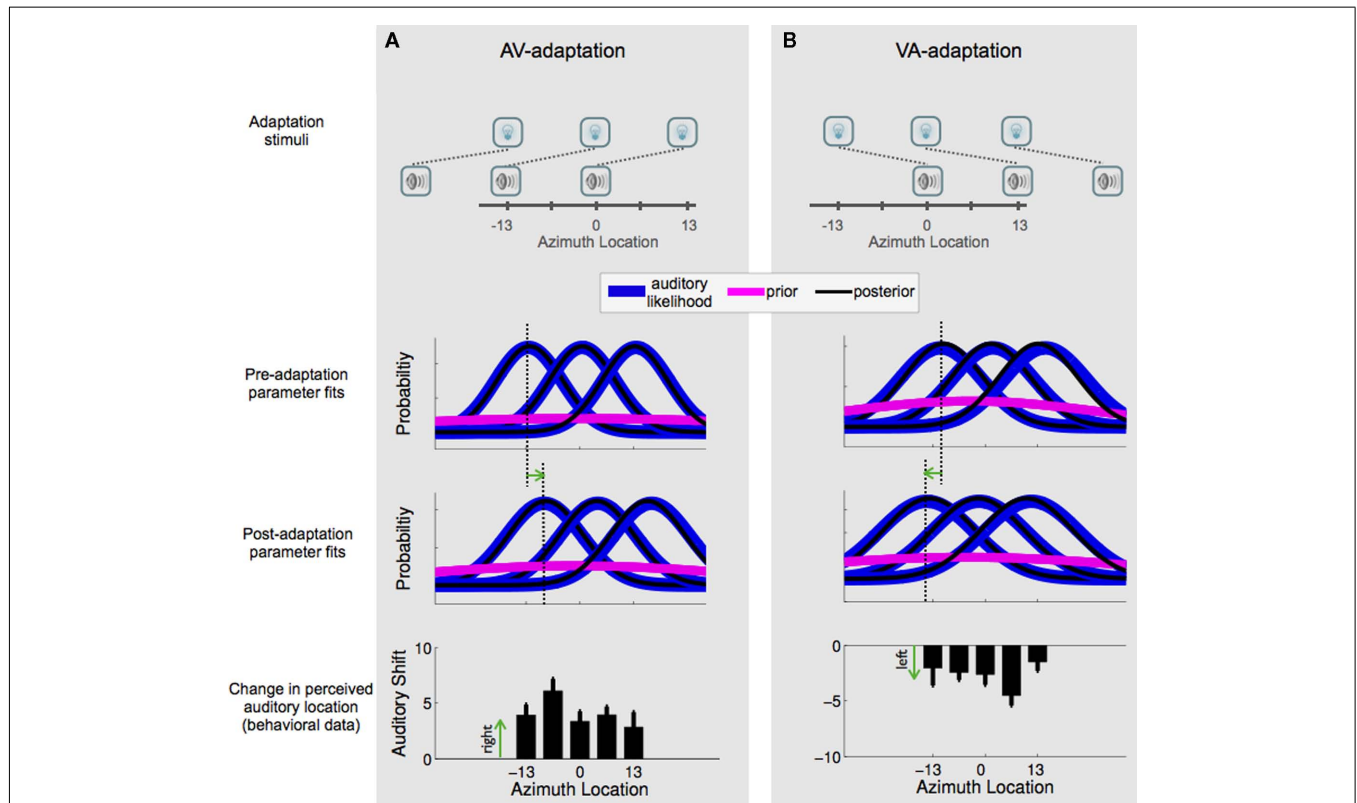 A
AV-adaptation
B
VA-adaptation
Adaptation
stimuli
-13
0
13
Azimuth Location
-13
0
13
Azimuth Location
auditory
likelihood
prior
posterior
Pre-adaptation
parameter fits
Probabiltiy
Post-adaptation
parameter fits
Probabiltiy
Change in perceived
auditory location
(behavioral data)
Auditory Shift
10
5
0
right
−13
0
13
Azimuth Location
0
−5
−10
left
−13
0
13
Azimuth Location